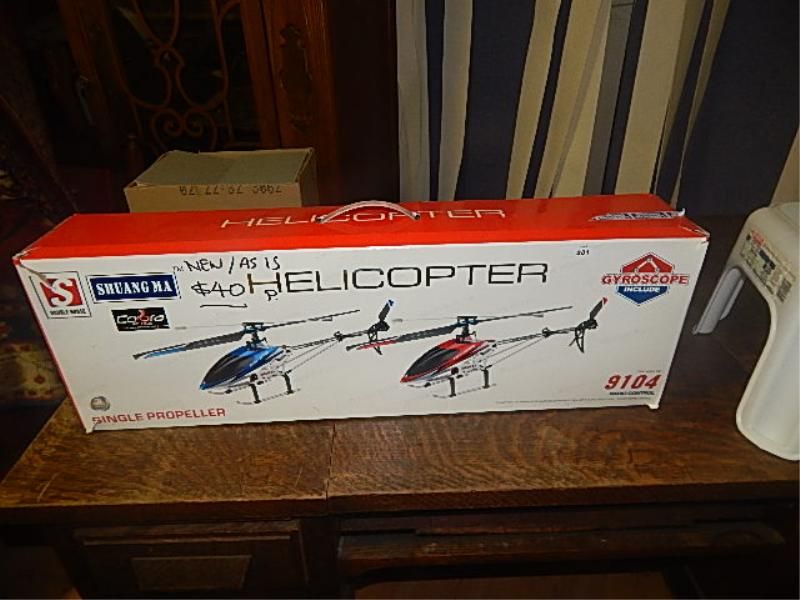 HELICOPTER
S
SHUANG MA
NEW / AS IS
$40
HELICOPTER
GYROSCOPE
INCLUDE
9104
SINGLE PROPELLER